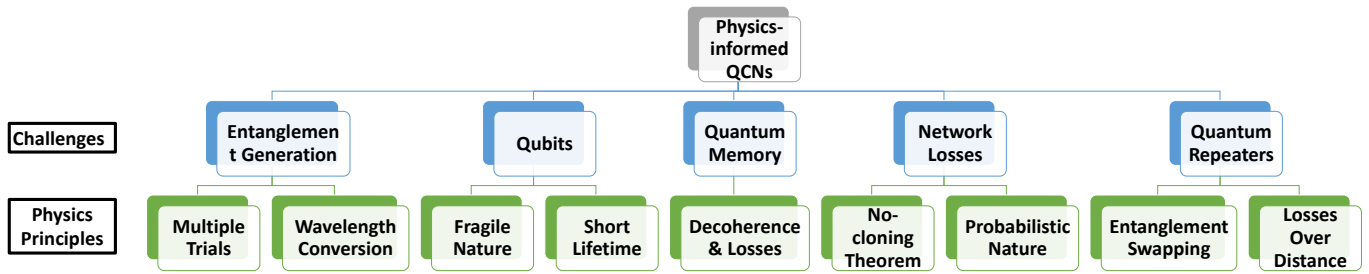 Physics-
informed
QCNs
Challenges
Entanglemen
t Generation
Qubits
Quantum
Memory
Network
Losses
Quantum
Repeaters
Physics
Principles
Multiple
Trials
Wavelength
Conversion
Fragile
Nature
Short
Lifetime
Decoherence
& Losses
No-
cloning
Theorem
Probabilistic
Nature
Entanglement
Swapping
Losses
Over
Distance